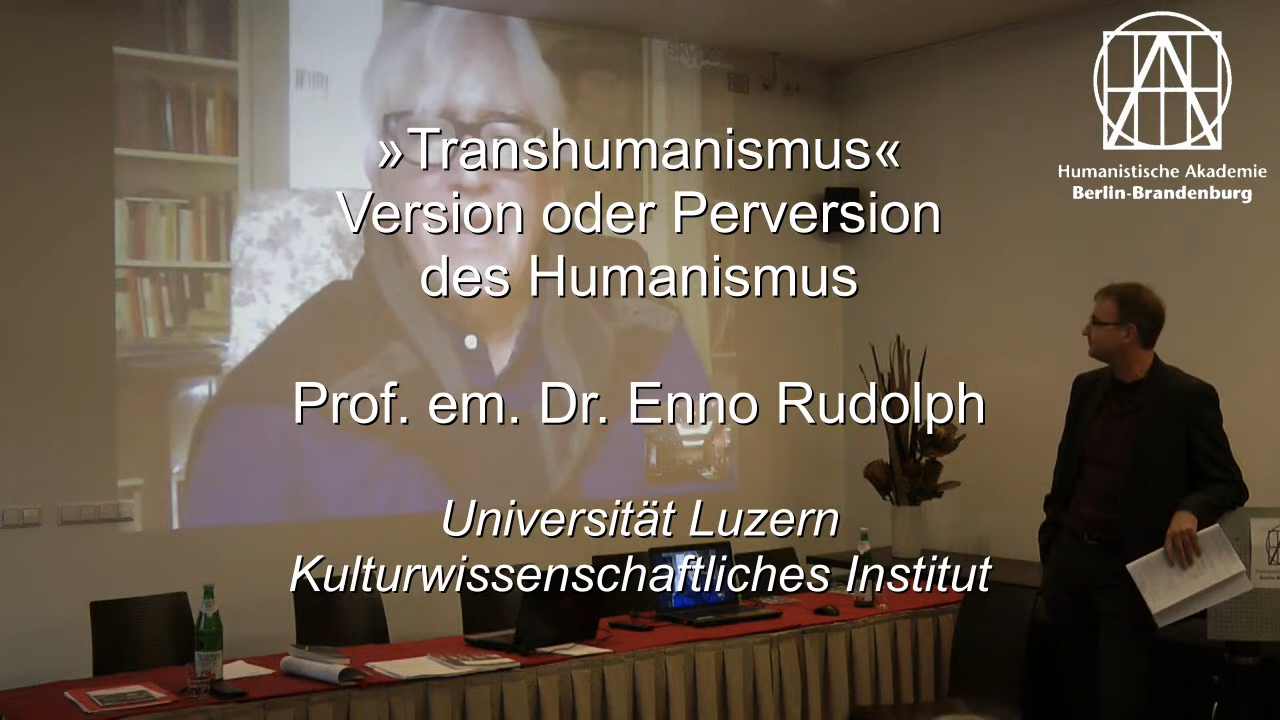 »Transhumanismus«
Version oder Perversion
des Humanismus
Prof. em. Dr. Enno Rudolph
Universität Luzern
Kulturwissenschaftliches Institut
Humanistische Akademie
Berlin-Brandenburg